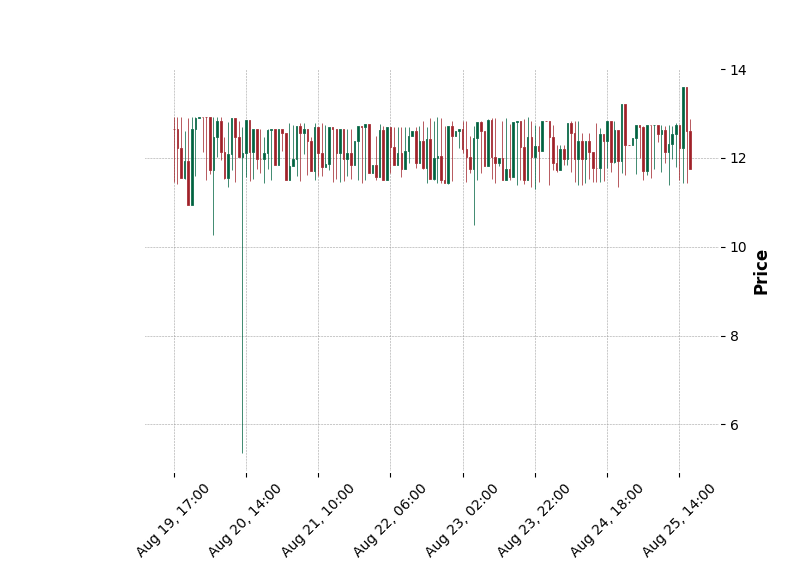 14
12
10
8
6
Price
Aug 19, 17:00
Aug 20, 14:00
Aug 21, 10:00
Aug 22, 06:00
Aug 23, 02:00
Aug 23, 22:00
Aug 24, 18:00
Aug 25, 14:00